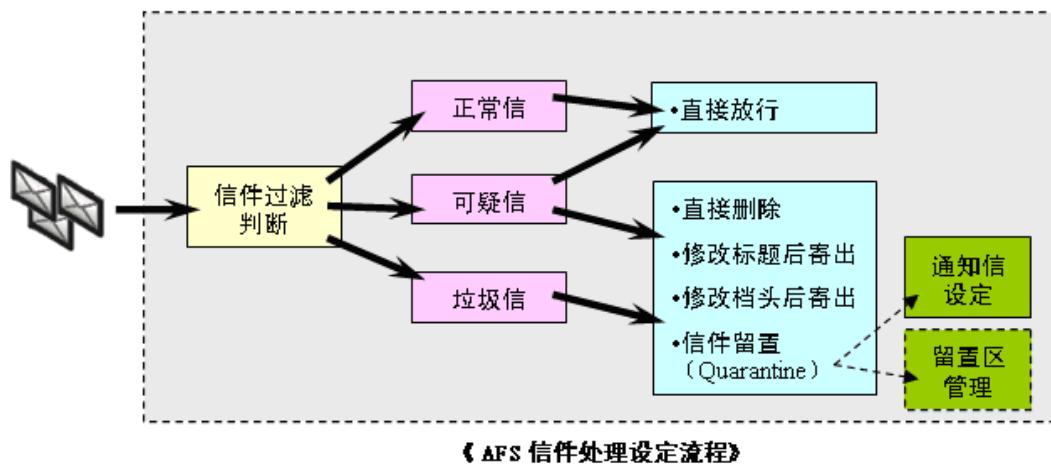 信件过滤
判断
正常信
可疑信
垃圾信
•直接放行
•直接删除
•修改标题后寄出
•修改档头后寄出
•信件留置
（Quarantine）
通知信
设定
留置区
管理
《 AFS 信件处理设定流程》